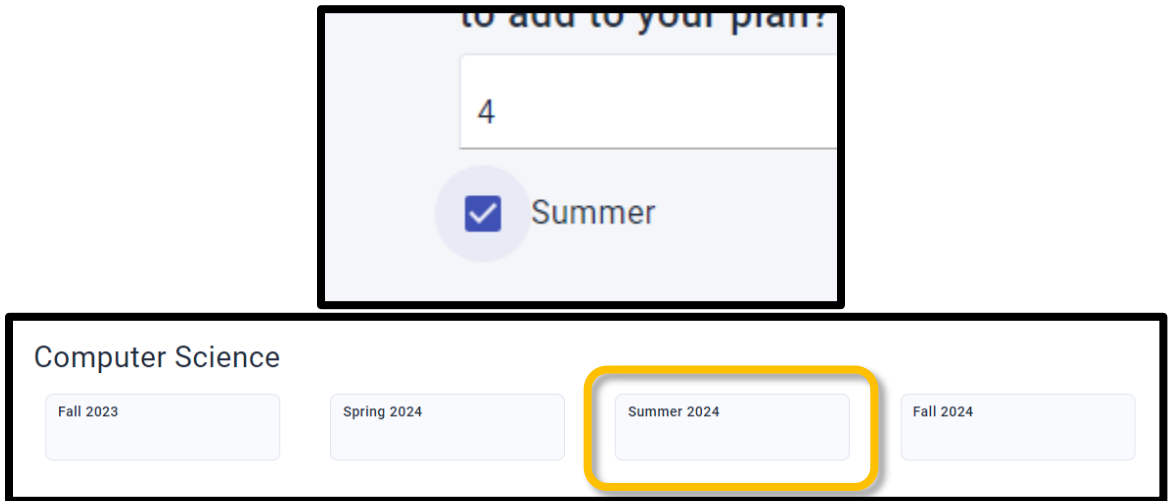 to add to your plan?
4
Summer
Computer Science
Fall 2023
Spring 2024
Summer 2024
Fall 2024